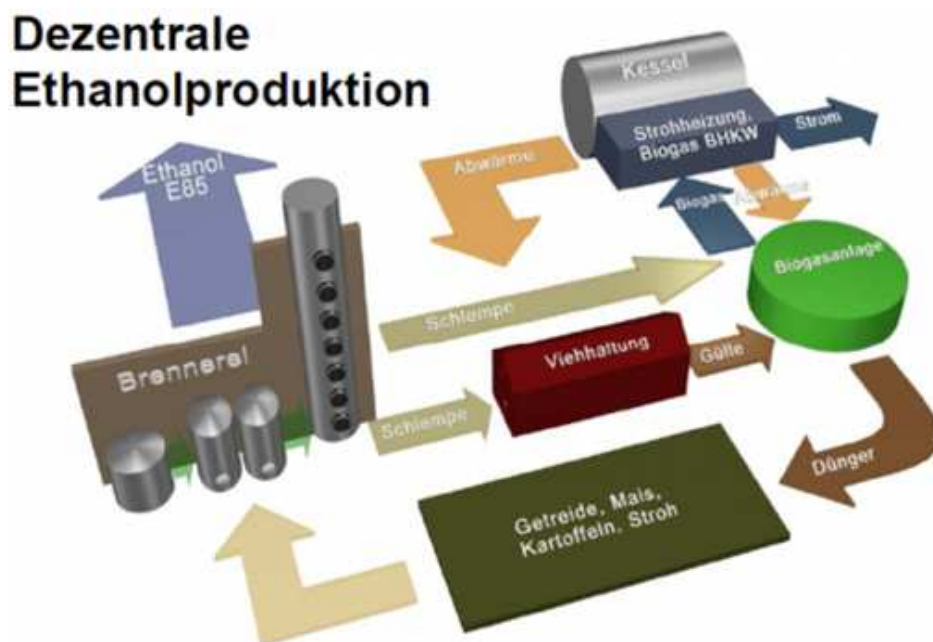 Dezentrale
Ethanolproduktion
Kessel
Strohheizung,
Biogas BHKW
Strom
Abwärme
Ethanol
E85
Biogas
Abwärme
Biogasanlage
Schlempe
Brennerei
Viehhaltung
Gülle
Schlempe
Dünger
Getreide, Mais,
Kartoffeln, Stroh